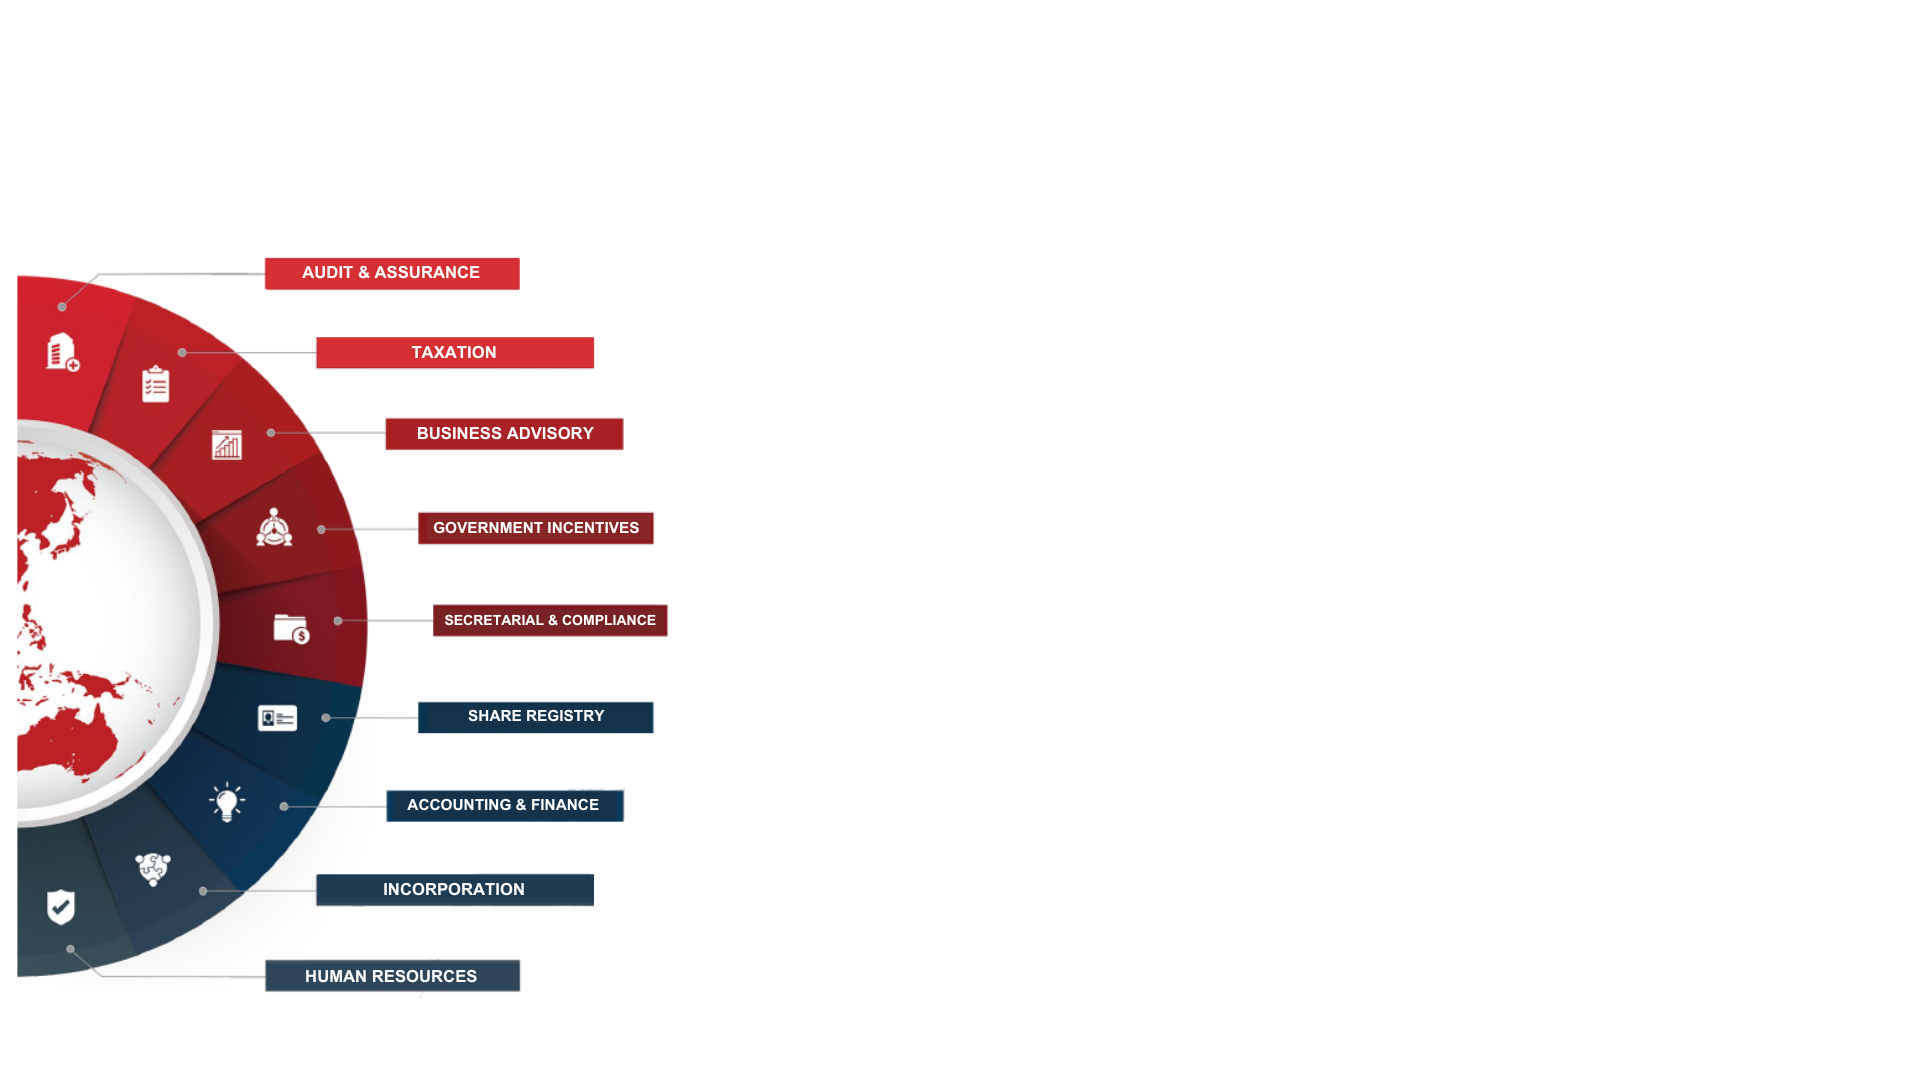 AUDIT & ASSURANCE
TAXATION
BUSINESS ADVISORY
GOVERNMENT INCENTIVES
SECRETARIAL & COMPLIANCE
SHARE REGISTRY
ACCOUNTING & FINANCE
INCORPORATION
HUMAN RESOURCES